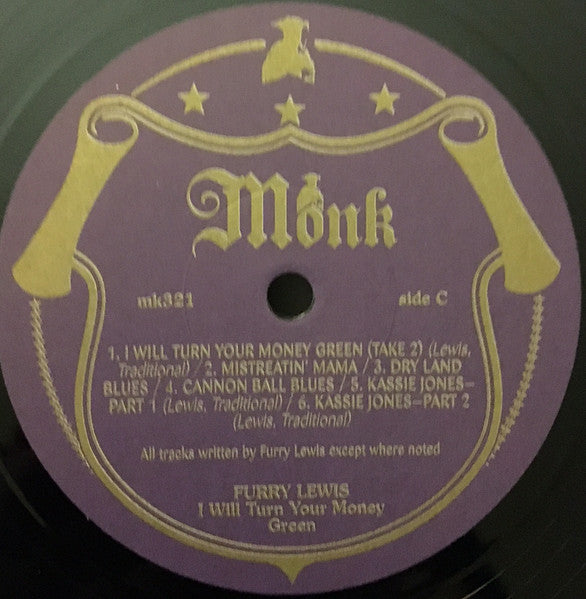 Monk
mk321 side C
1. I WILL TURN YOUR MONEY GREEN (TAKE 2) (Lewis,
Traditional) / 2. MISTREATIN' MAMA / 3. DRY LAND
BLUES / 4. CANNON BALL BLUES / 5. KASSIE JONES–
PART 1 (Lewis, Traditional) / 6. KASSIE JONES–PART 2
(Lewis, Traditional)
All tracks written by Furry Lewis except where noted
FURRY LEWIS
I Will Turn Your Money
Green